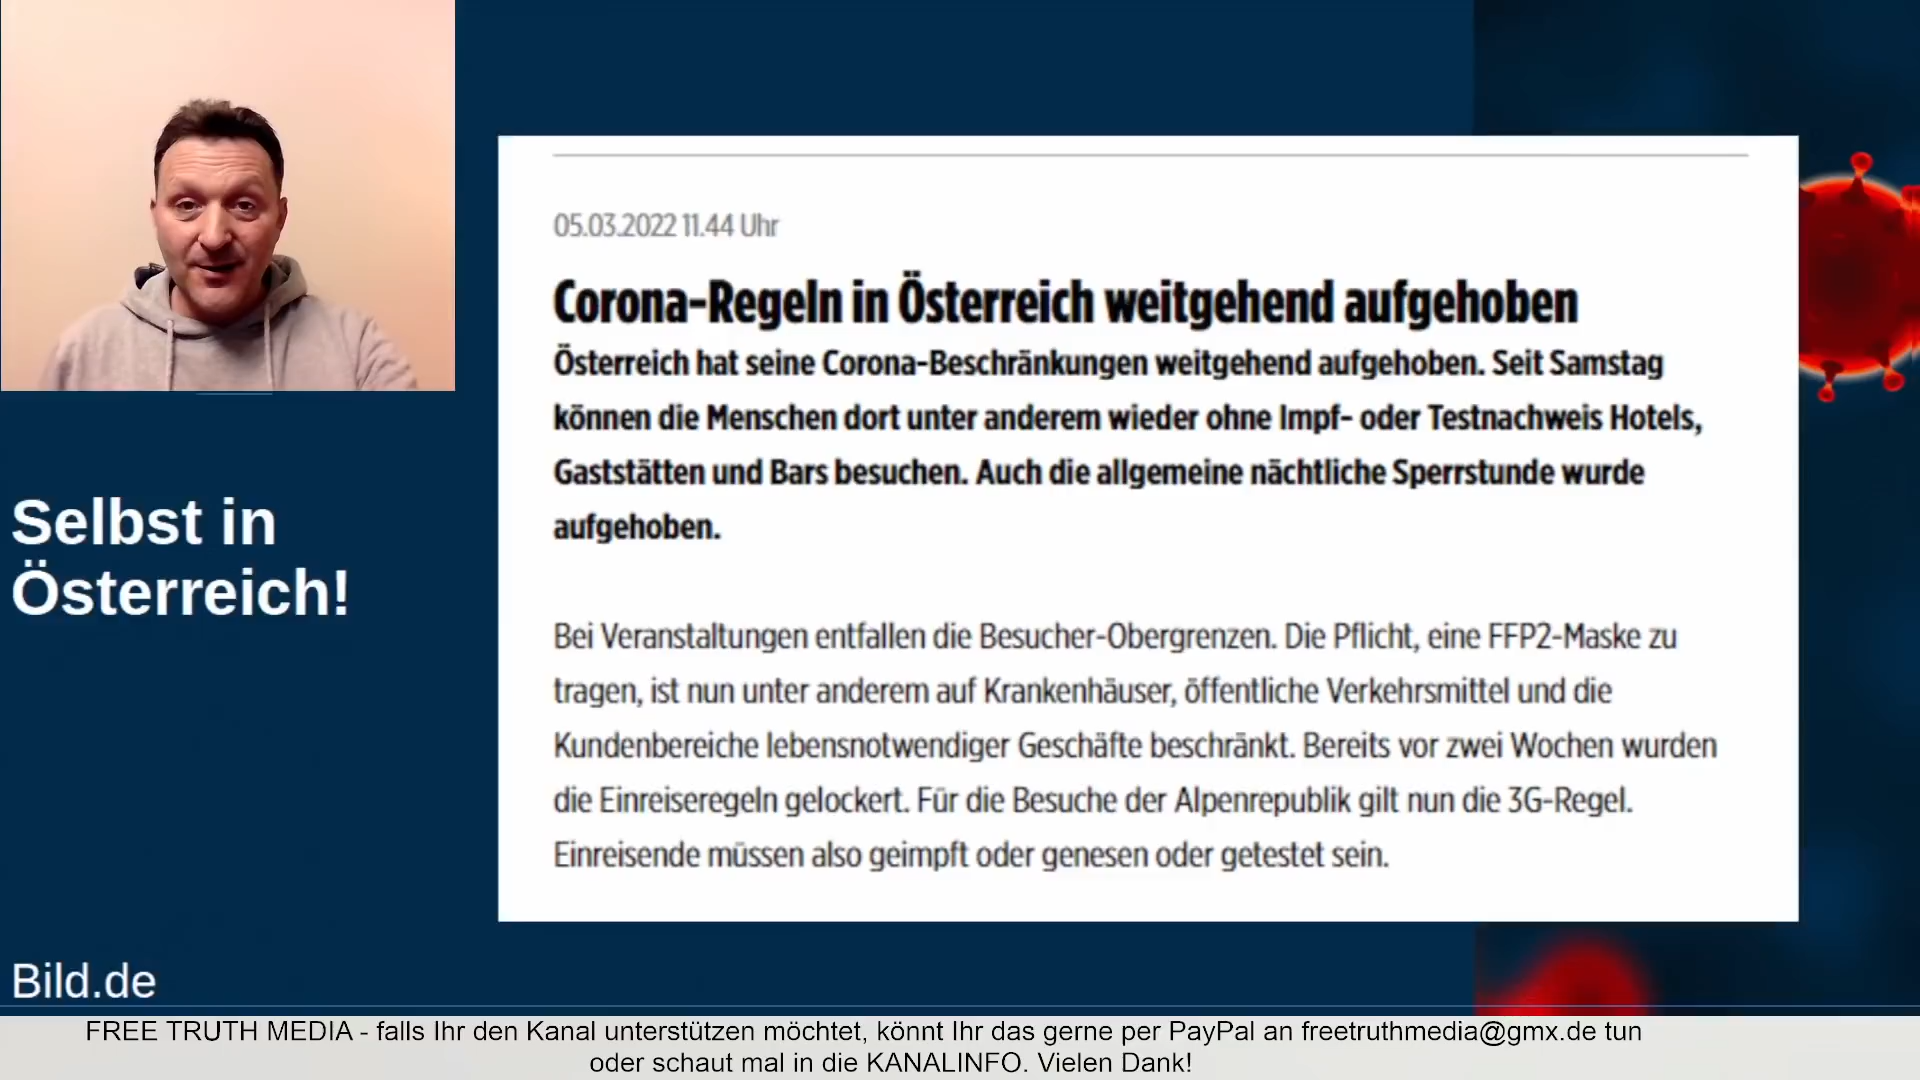 05.03.2022 11.44 Uhr
Corona-Regeln in Österreich weitgehend aufgehoben
Österreich hat seine Corona-Beschränkungen weitgehend aufgehoben. Seit Samstag
können die Menschen dort unter anderem wieder ohne Impf- oder Testnachweis Hotels,
Gaststätten und Bars besuchen. Auch die allgemeine nächtliche Sperrstunde wurde
aufgehoben.
Bei Veranstaltungen entfallen die Besucher-Obergrenzen. Die Pflicht, eine FFP2-Maske zu
tragen, ist nun unter anderem auf Krankenhäuser, öffentliche Verkehrsmittel und die
Kundenbereiche lebensnotwendiger Geschäfte beschränkt. Bereits vor zwei Wochen wurden
die Einreiseregeln gelockert. Für die Besuche der Alpenrepublik gilt nun die 3G-Regel.
Einreisende müssen also geimpft oder genesen oder getestet sein.
Selbst in
Österreich!
Bild.de
FREE TRUTH MEDIA - falls Ihr den Kanal unterstützen möchtet, könnt Ihr das gerne per PayPal an freetruthmedia@gmx.de tun
oder schaut mal in die KANALINFO. Vielen Dank!